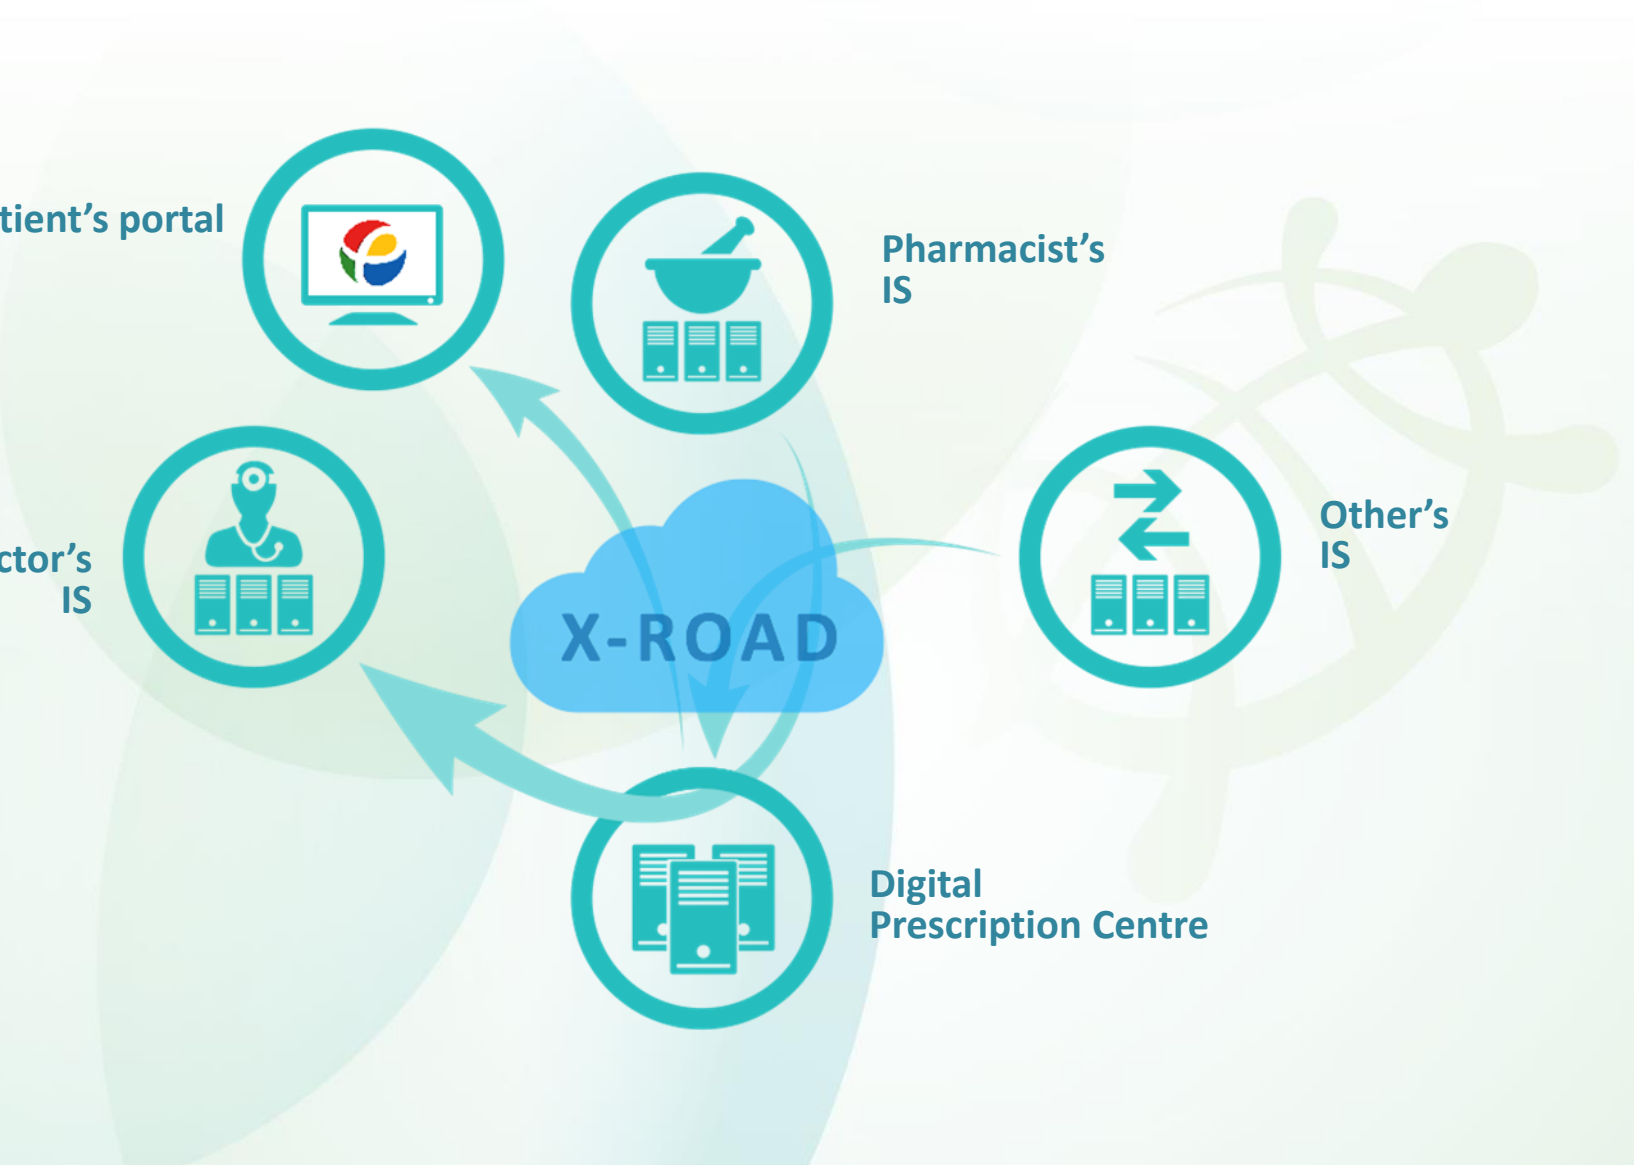 tient’s portal
Pharmacist’s
IS
Other’s
IS
ctor’s
IS
X-ROAD
Digital
Prescription Centre